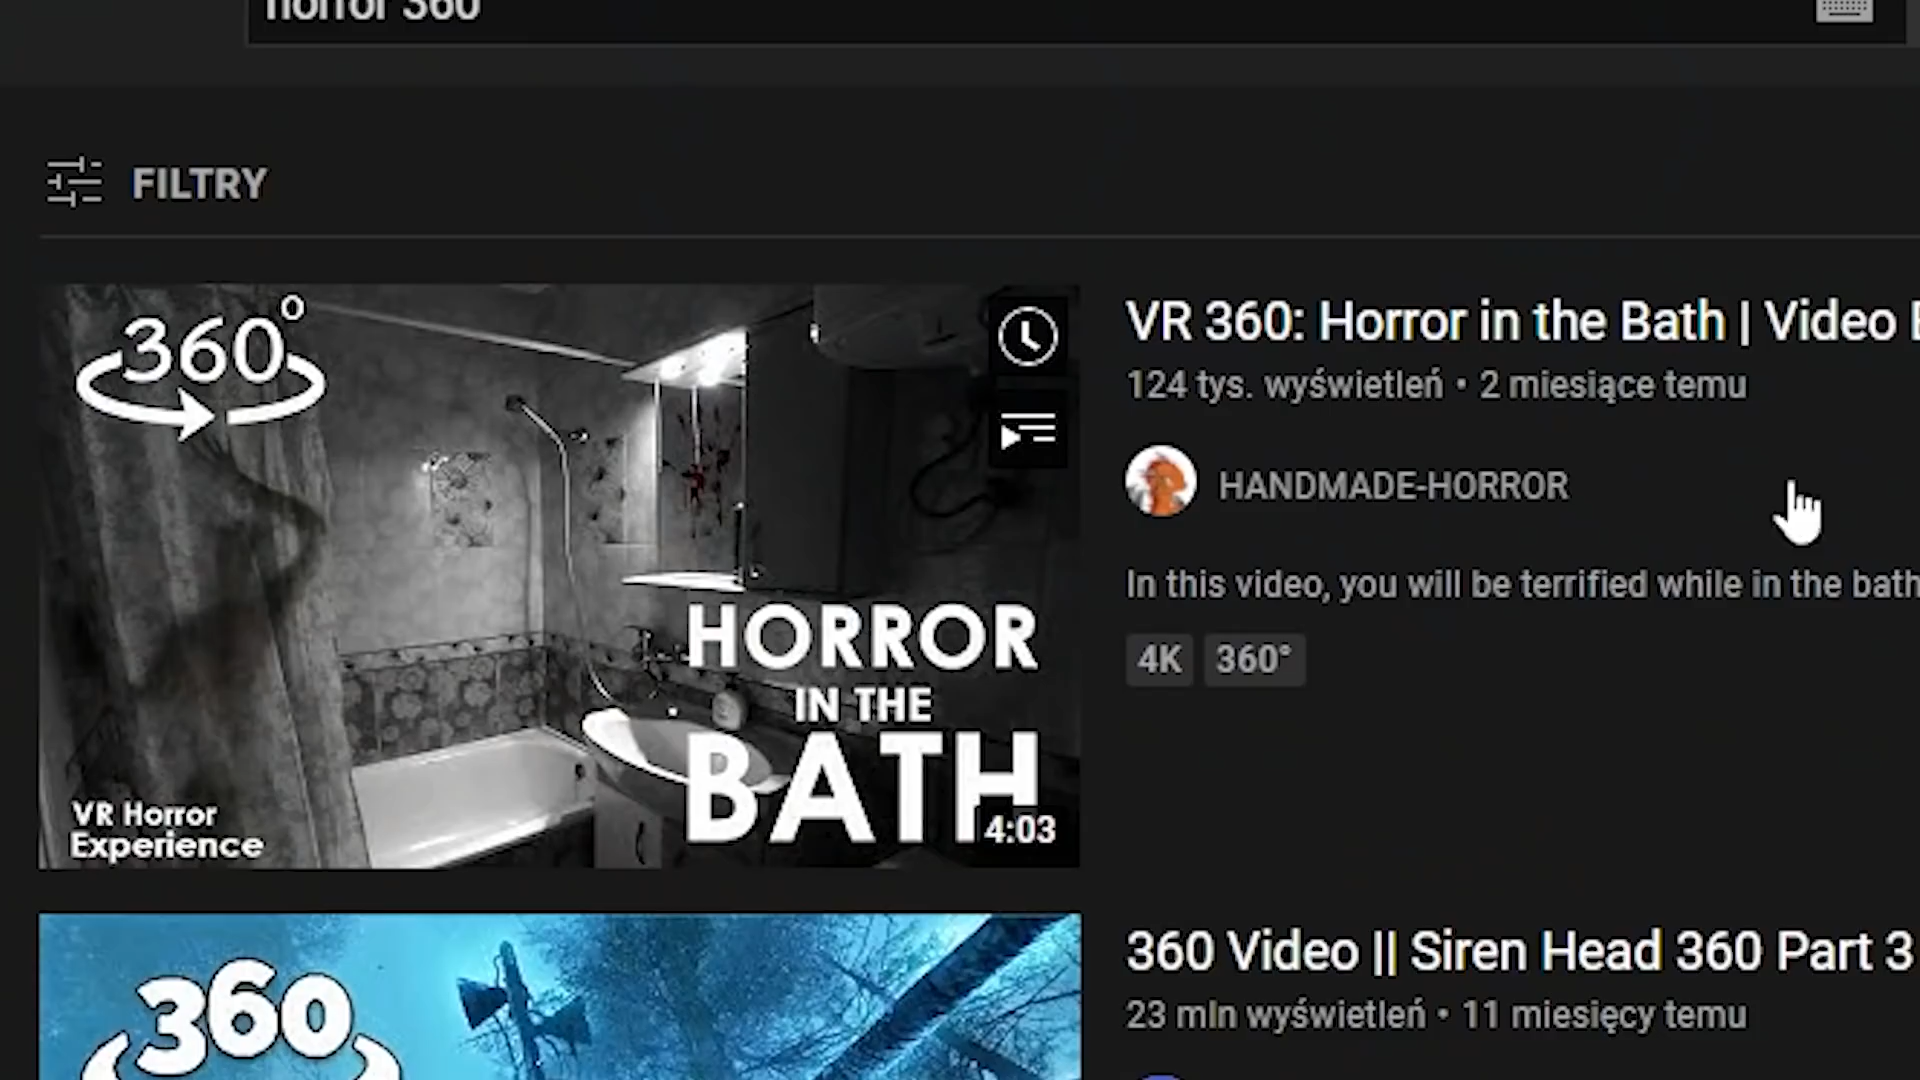 horror 360
FILTRY
360°
HORROR
IN THE
BATH
VR Horror
Experience
4:03
VR 360: Horror in the Bath | Video
124 tys. wyświetleń • 2 miesiące temu
HANDMADE-HORROR
In this video, you will be terrified while in the bath
4K 360°
360
360 Video || Siren Head 360 Part 3
23 mln wyświetleń • 11 miesięcy temu